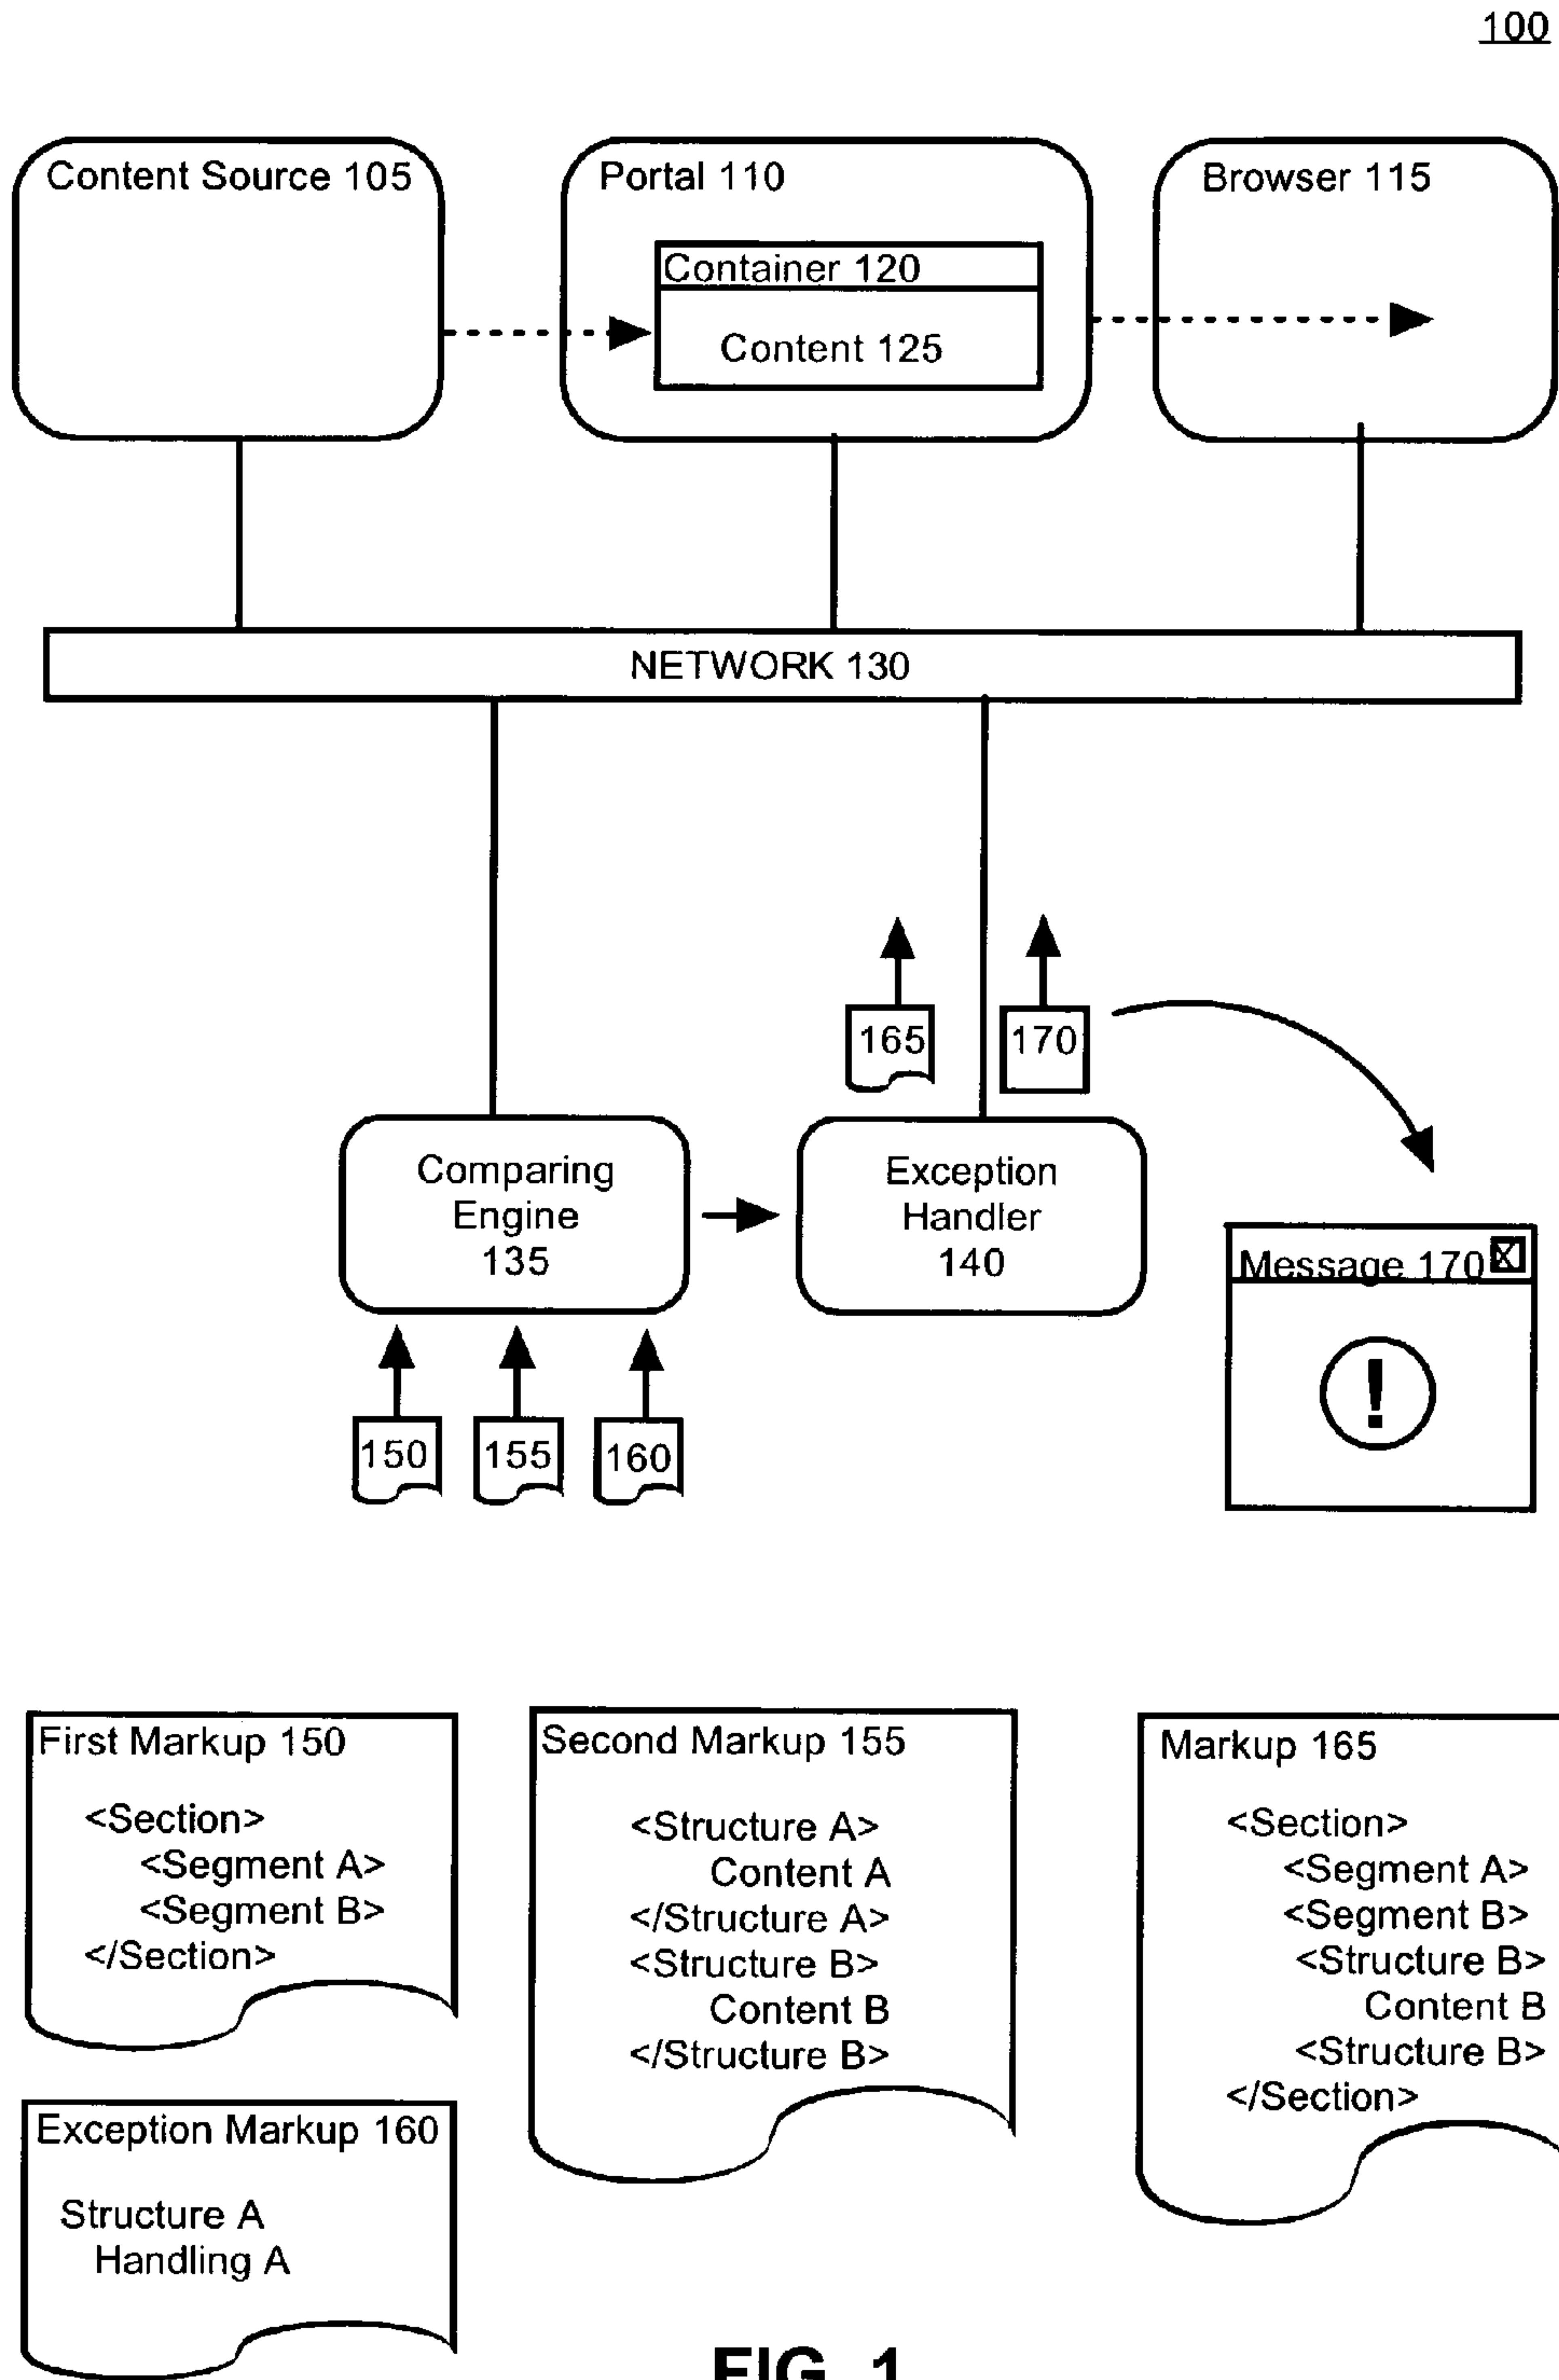 100
Content Source 105
Portal 110
Browser 115
Container 120
Content 125
NETWORK 130
165
170
Comparing
Engine
135
Exception
Handler
140
Message 170
X
!
150
155
160
First Markup 150
<Section>
<Segment A>
<Segment B>
</Section>
Second Markup 155
<Structure A>
Content A
</Structure A>
<Structure B>
Content B
</Structure B>
Markup 165
<Section>
<Segment A>
<Segment B>
<Structure B>
Content B
<Structure B>
</Section>
Exception Markup 160
Structure A
Handling A
FIG. 1